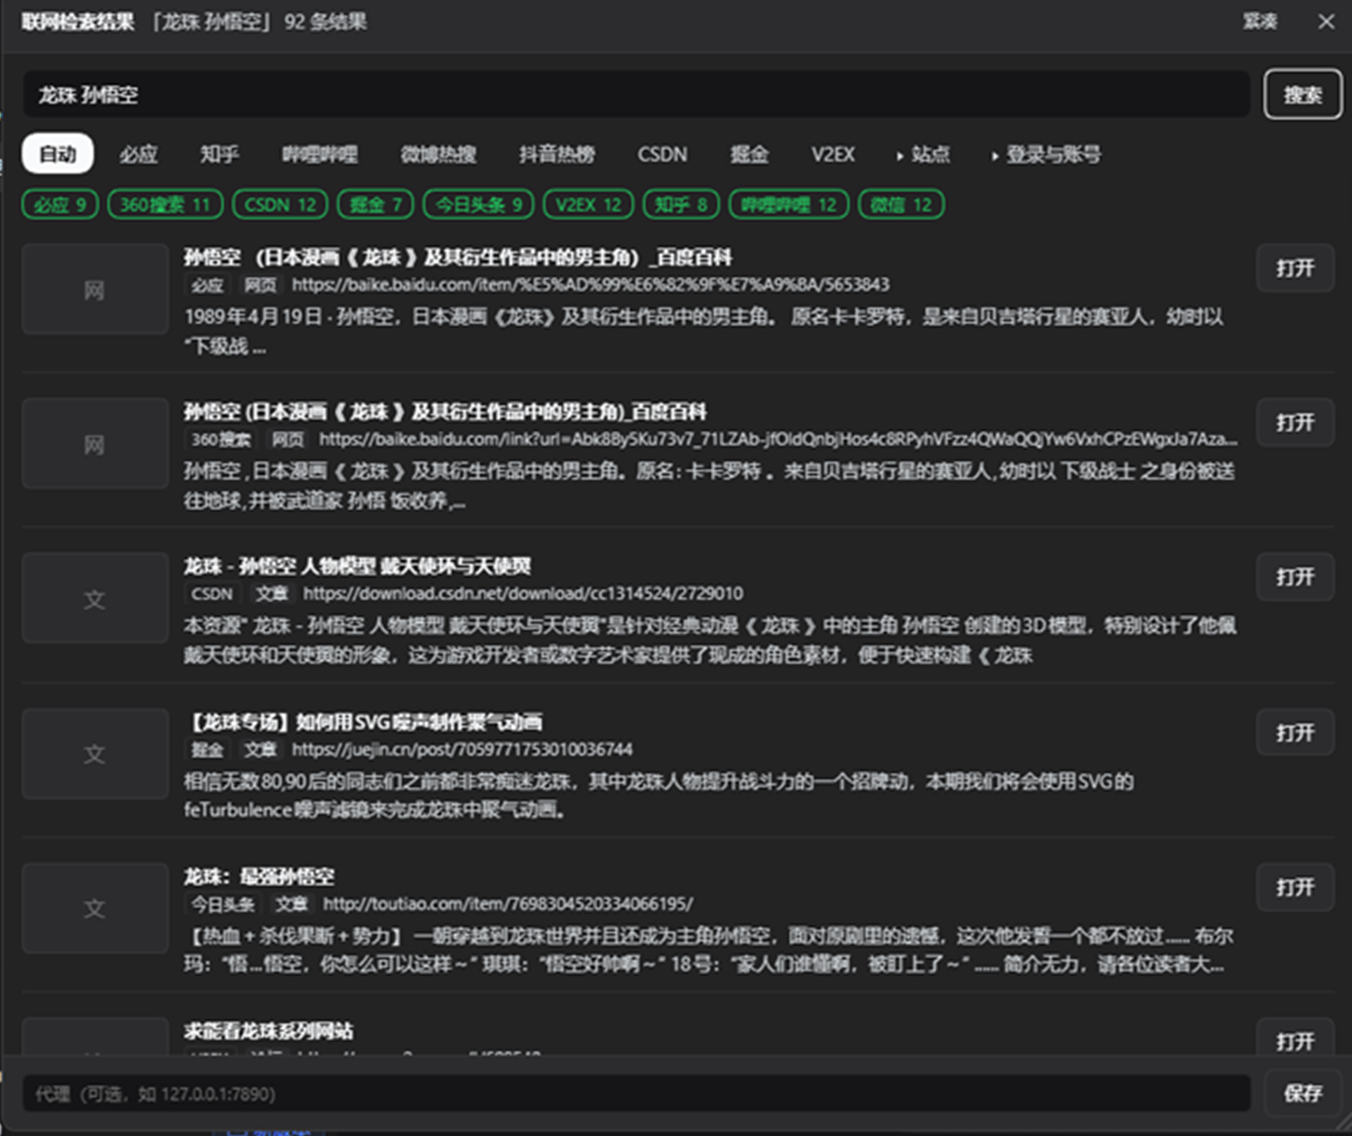 联网检索结果 「龙珠 孙悟空」 92 条结果 紧凑 ×
龙珠 孙悟空 搜索
自动 必应 知乎 哔哩哔哩 微博热搜 抖音热榜 CSDN 掘金 V2EX ▸ 站点 ▸ 登录与账号
必应 9 360搜索 11 CSDN 12 掘金 7 今日头条 9 V2EX 12 知乎 8 哔哩哔哩 12 微信 12
孙悟空 (日本漫画《 龙珠 》及其衍生作品中的男主角) _百度百科
网 必应 网页 https://baike.baidu.com/item/%E5%AD%99%E6%82%9F%E7%A9%BA/5653843 打开
1989年4月19日 · 孙悟空，日本漫画《龙珠》及其衍生作品中的男主角。 原名卡卡罗特，是来自贝吉塔行星的赛亚人，幼时以
“下级战 ...
孙悟空 (日本漫画《 龙珠 》及其衍生作品中的男主角)_百度百科
网 360搜索 网页 https://baike.baidu.com/link?url=Abk8BySKu73v7_71LZAb-jfOldQnbjHos4c8RPyhVFzz4QWaQQjYw6VxhCPzEWgxJa7Aza... 打开
孙悟空 ,日本漫画《 龙珠 》及其衍生作品中的男主角。原名: 卡卡罗特 。来自贝吉塔行星的赛亚人,幼时以 下级战士 之身份被送
往地球,并被武道家 孙悟 饭收养,...
龙珠 - 孙悟空 人物模型 戴天使环与天使翼
文 CSDN 文章 https://download.csdn.net/download/cc1314524/2729010 打开
本资源" 龙珠 - 孙悟空 人物模型 戴天使环与天使翼"是针对经典动漫《 龙珠 》中的主角 孙悟空 创建的3D模型，特别设计了他佩
戴天使环和天使翼的形象，这为游戏开发者或数字艺术家提供了现成的角色素材，便于快速构建《 龙珠
【龙珠专场】如何用SVG噪声制作聚气动画
文 掘金 文章 https://juejin.cn/post/7059771753010036744 打开
相信无数80,90后的同志们之前都非常痴迷龙珠，其中龙珠人物提升战斗力的一个招牌动，本期我们将会使用SVG的
feTurbulence噪声滤镜来完成龙珠中聚气动画。
龙珠：最强孙悟空
文 今日头条 文章 http://toutiao.com/item/7698304520334066195/ 打开
【热血+杀伐果断+势力】 一朝穿越到龙珠世界并且还成为主角孙悟空，面对原剧里的遗憾，这次他发誓一个都不放过...... 布尔
玛：“悟...悟空，你怎么可以这样～” 琪琪：“悟空好帅啊～” 18号：“家人们谁懂啊，被盯上了～” ...... 简介无力，请各位读者大...
求能看龙珠系列网站
打开
代理（可选，如 127.0.0.1:7890） 保存